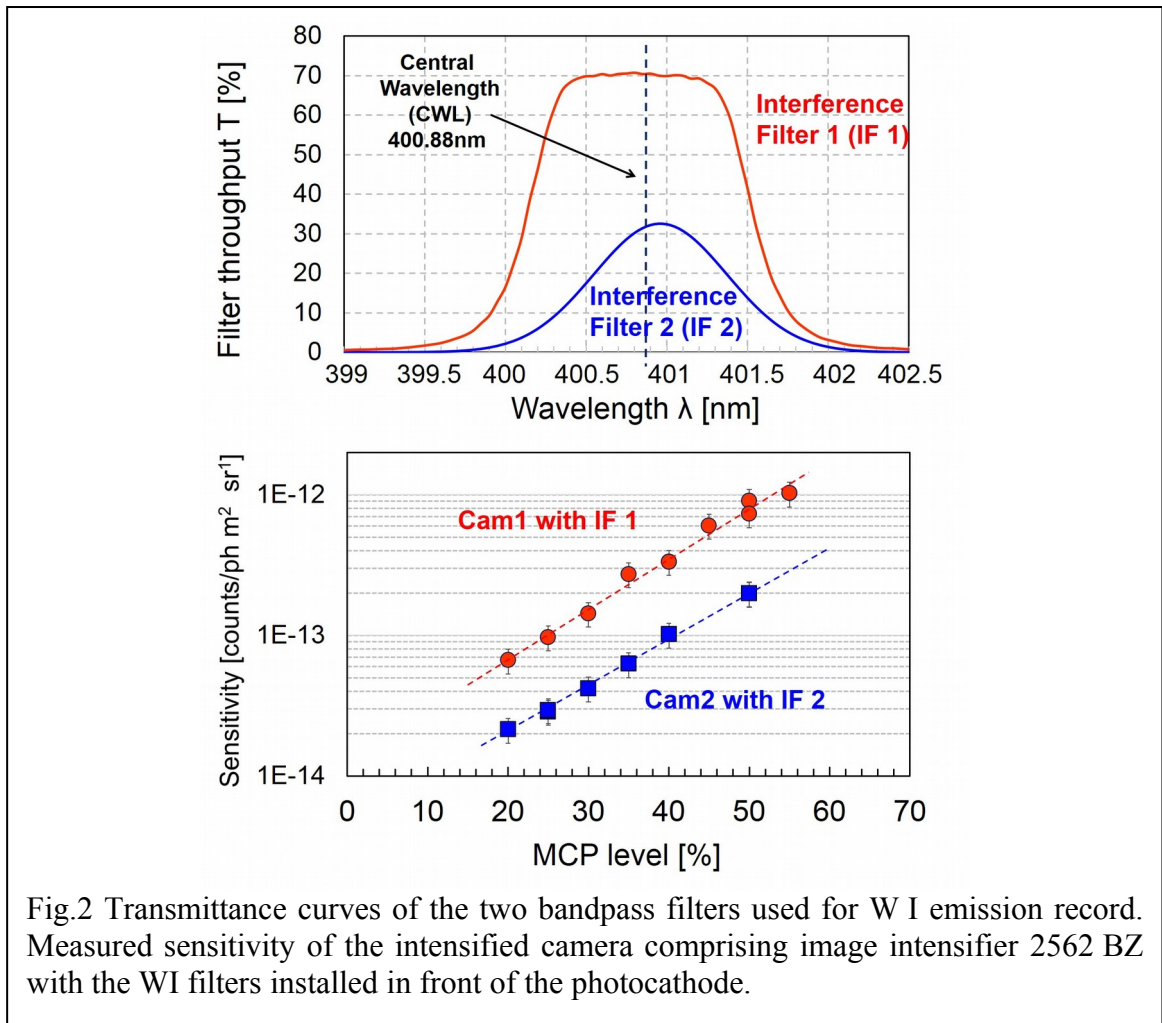 80
70
60
50
40
30
20
10
0
Filter throughput T [%]
Central
Wavelength
(CWL)
400.88nm
Interference
Filter 1 (IF 1)
Interference
Filter 2 (IF 2)
399 399.5 400 400.5 401 401.5 402 402.5
Wavelength λ [nm]
Sensitivity [counts/ph m² sr¹]
1E-12
1E-13
1E-14
Cam1 with IF 1
Cam2 with IF 2
0 10 20 30 40 50 60 70
MCP level [%]
Fig.2 Transmittance curves of the two bandpass filters used for W I emission record.
Measured sensitivity of the intensified camera comprising image intensifier 2562 BZ
with the WI filters installed in front of the photocathode.